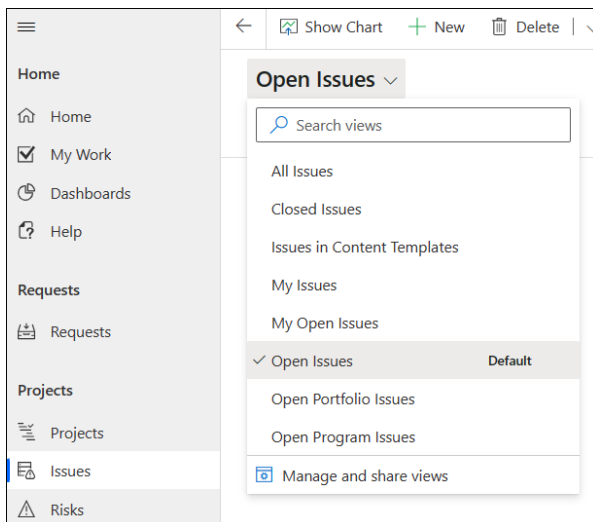 Show Chart
New
Delete
Home
Home
My Work
Dashboards
Help
Requests
Requests
Projects
Projects
Issues
Risks
Open Issues
Search views
All Issues
Closed Issues
Issues in Content Templates
My Issues
My Open Issues
Open Issues Default
Open Portfolio Issues
Open Program Issues
Manage and share views